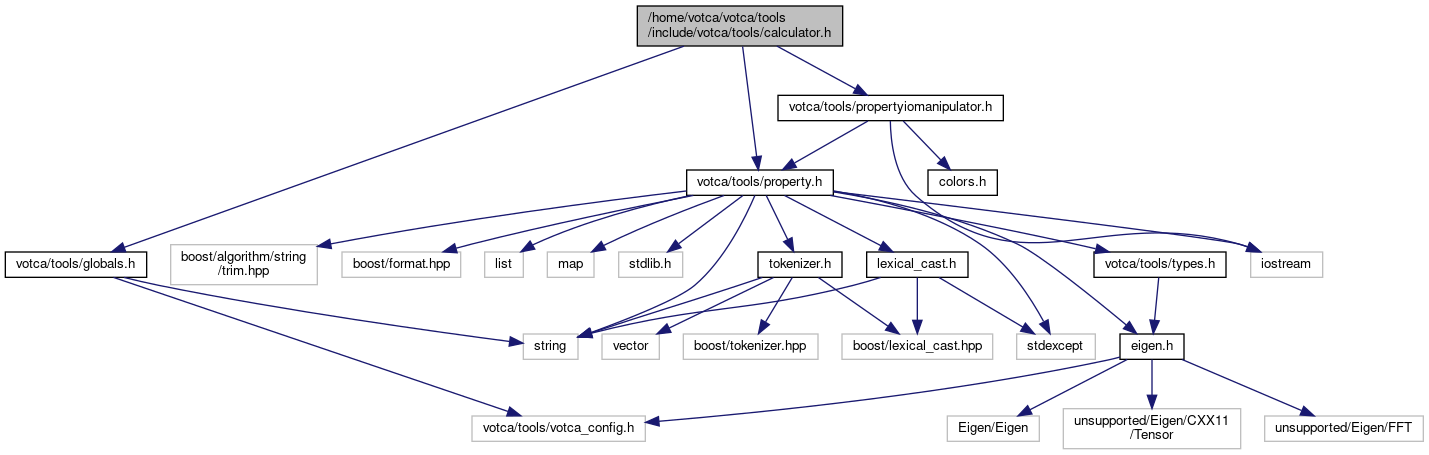 /home/votca/votca/tools
/include/votca/tools/calculator.h
votca/tools/propertyiomanipulator.h
votca/tools/property.h
colors.h
votca/tools/globals.h
boost/algorithm/string
/trim.hpp
boost/format.hpp
list
map
stdlib.h
tokenizer.h
lexical_cast.h
votca/tools/types.h
iostream
string
vector
boost/tokenizer.hpp
boost/lexical_cast.hpp
stdexcept
eigen.h
votca/tools/votca_config.h
Eigen/Eigen
unsupported/Eigen/CXX11
/Tensor
unsupported/Eigen/FFT